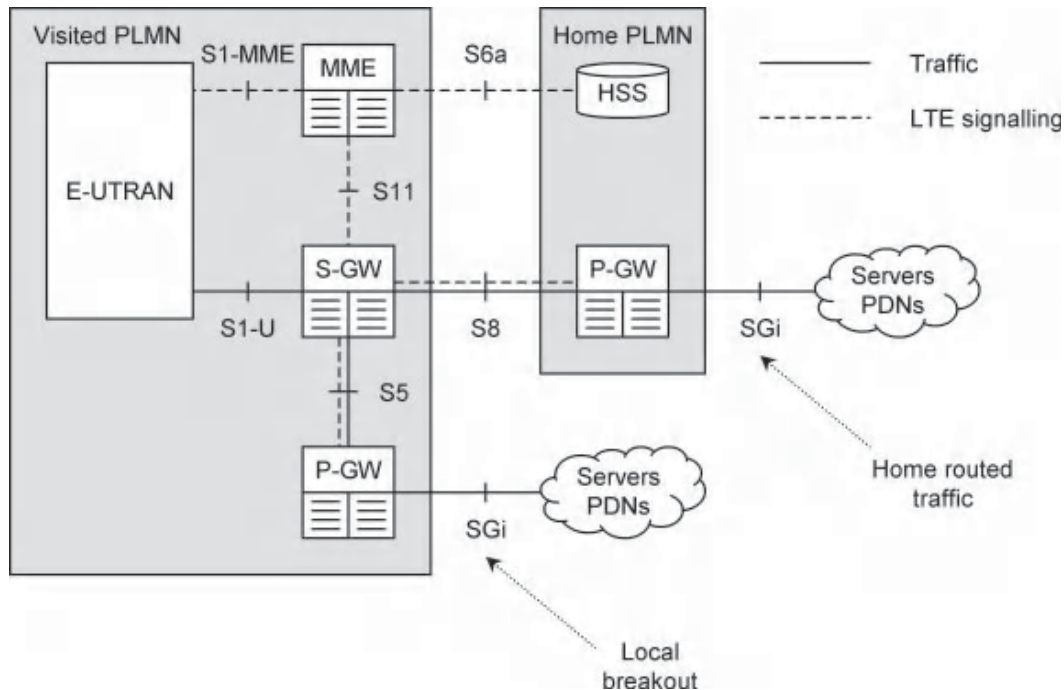 Visited PLMN
Home PLMN
S1-MME
MME
S6a
HSS
Traffic
LTE signalling
E-UTRAN
S11
S-GW
P-GW
Servers
PDNs
S1-U
S8
SGi
S5
P-GW
Servers
PDNs
SGi
Home routed
traffic
Local
breakout